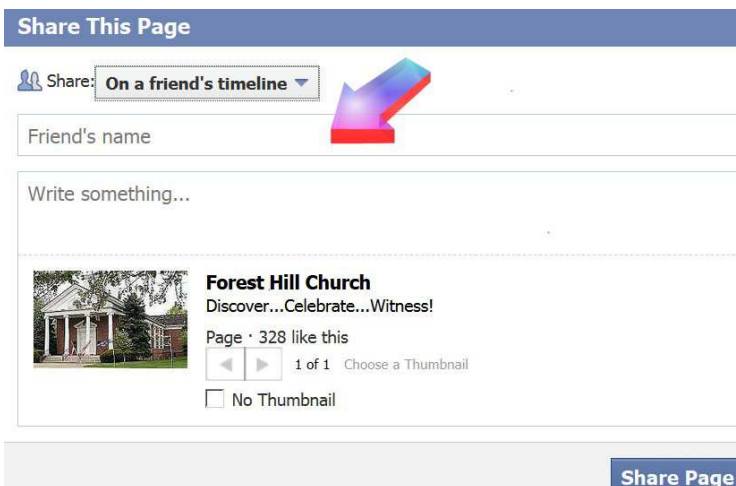 Share This Page
Share: On a friend's timeline
Friend's name
Write something...
Forest Hill Church
Discover...Celebrate...Witness!
Page · 328 like this
1 of 1 Choose a Thumbnail
No Thumbnail
Share Page